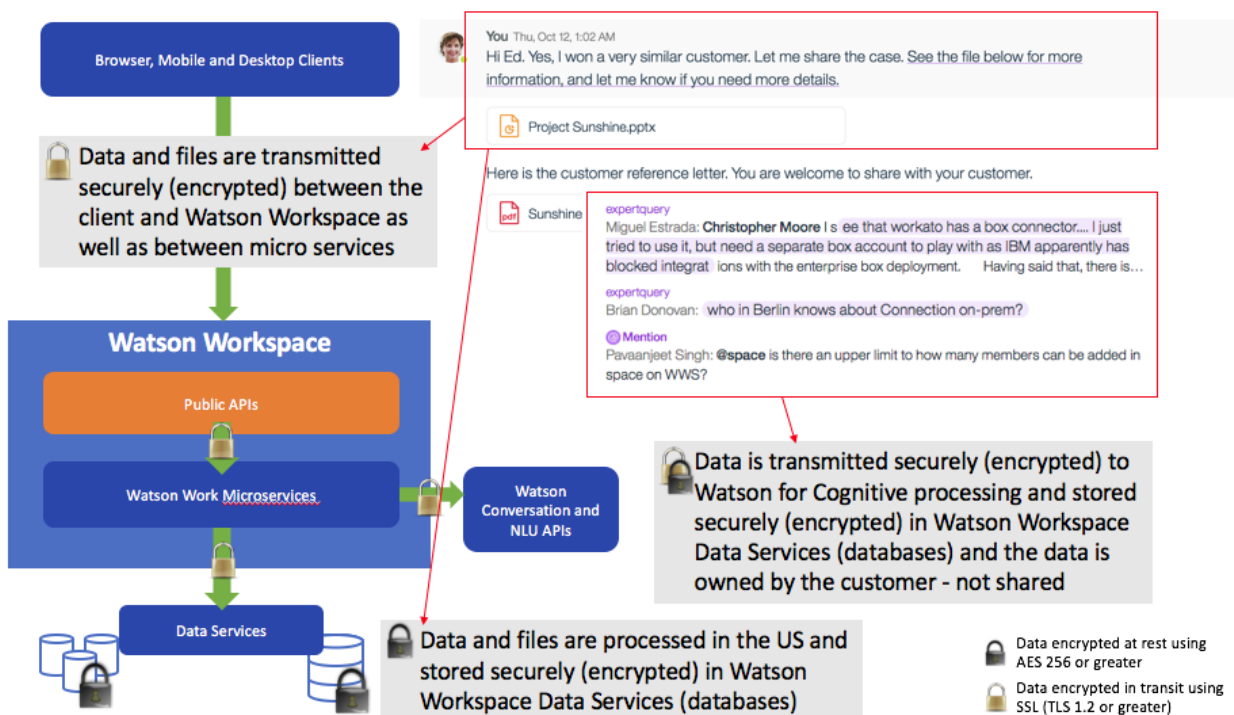 Browser, Mobile and Desktop Clients
You Thu, Oct 12, 1:02 AM
Hi Ed. Yes, I won a very similar customer. Let me share the case. See the file below for more
information, and let me know if you need more details.
Project Sunshine.pptx
Data and files are transmitted
securely (encrypted) between the
client and Watson Workspace as
well as between micro services
Here is the customer reference letter. You are welcome to share with your customer.
pdf Sunshine
expertquery
Miguel Estrada: Christopher Moore I s ee that workato has a box connector.... I just
tried to use it, but need a separate box account to play with as IBM apparently has
blocked integrat ions with the enterprise box deployment. Having said that, there is…
expertquery
Brian Donovan: who in Berlin knows about Connection on-prem?
@ Mention
Pavaanjeet Singh: @space is there an upper limit to how many members can be added in
space on WWS?
Watson Workspace
Public APIs
Watson Work Microservices
Watson
Conversation and
NLU APIs
Data is transmitted securely (encrypted) to
Watson for Cognitive processing and stored
securely (encrypted) in Watson Workspace
Data Services (databases) and the data is
owned by the customer - not shared
Data Services
Data and files are processed in the US and
stored securely (encrypted) in Watson
Workspace Data Services (databases)
Data encrypted at rest using
AES 256 or greater
Data encrypted in transit using
SSL (TLS 1.2 or greater)